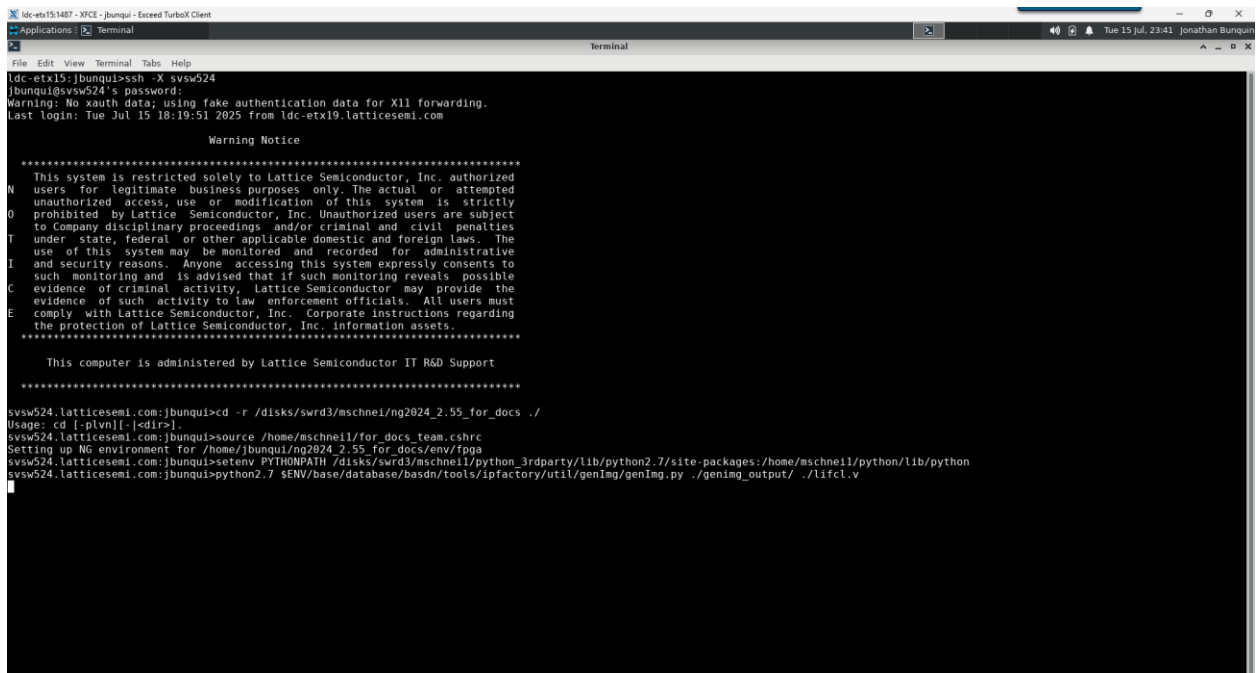 ldc-etx15:1487 - XFCE - jbunqui - Exceed TurboX Client
Applications Terminal Tue 15 Jul, 23:41 Jonathan Bunquin
Terminal
File Edit View Terminal Tabs Help
ldc-etx15:jbunqui>ssh -X svsw524
jbunqui@svsw524's password:
Warning: No xauth data; using fake authentication data for X11 forwarding.
Last login: Tue Jul 15 18:19:51 2025 from ldc-etx19.latticesemi.com
Warning Notice
******************************************************************************
This system is restricted solely to Lattice Semiconductor, Inc. authorized
N users for legitimate business purposes only. The actual or attempted
unauthorized access, use or modification of this system is strictly
O prohibited by Lattice Semiconductor, Inc. Unauthorized users are subject
to Company disciplinary proceedings and/or criminal and civil penalties
T under state, federal or other applicable domestic and foreign laws. The
use of this system may be monitored and recorded for administrative
I and security reasons. Anyone accessing this system expressly consents to
such monitoring and is advised that if such monitoring reveals possible
C evidence of criminal activity, Lattice Semiconductor may provide the
evidence of such activity to law enforcement officials. All users must
E comply with Lattice Semiconductor, Inc. Corporate instructions regarding
the protection of Lattice Semiconductor, Inc. information assets.
******************************************************************************
This computer is administered by Lattice Semiconductor IT R&D Support
******************************************************************************
svsw524.latticesemi.com:jbunqui>cd -r /disks/swrd3/mschnei/ng2024_2.55_for_docs ./
Usage: cd [-plvn][-|<dir>].
svsw524.latticesemi.com:jbunqui>source /home/mschnei1/for_docs_team.cshrc
Setting up NG environment for /home/jbunqui/ng2024_2.55_for_docs/env/fpga
svsw524.latticesemi.com:jbunqui>setenv PYTHONPATH /disks/swrd3/mschnei1/python_3rdparty/lib/python2.7/site-packages:/home/mschnei1/python/lib/python
svsw524.latticesemi.com:jbunqui>python2.7 $ENV/base/database/basdn/tools/ipfactory/util/genImg/genImg.py ./genimg_output/ ./lifcl.v